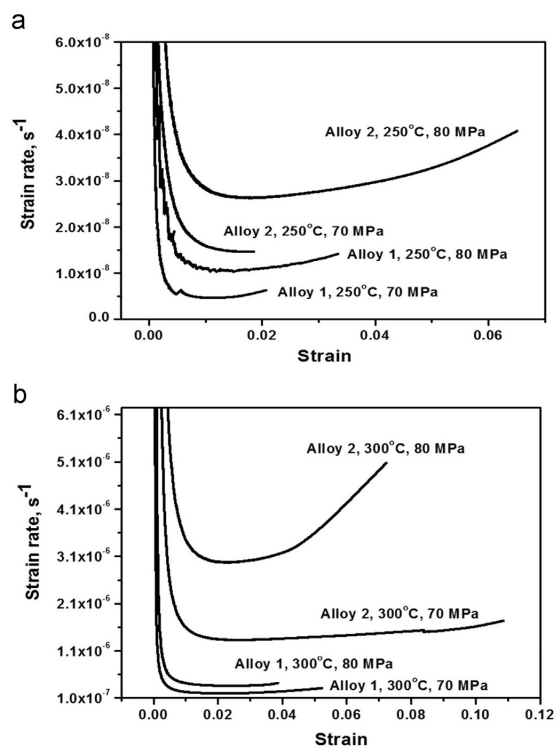 a
6.0x10-8
5.0x10-8
4.0x10-8
3.0x10-8
2.0x10-8
1.0x10-8
0.0
Strain rate, s-1
Alloy 2, 250°C, 80 MPa
Alloy 2, 250°C, 70 MPa
Alloy 1, 250°C, 80 MPa
Alloy 1, 250°C, 70 MPa
0.00 0.02 0.04 0.06
Strain
b
6.1x10-6
5.1x10-6
4.1x10-6
3.1x10-6
2.1x10-6
1.1x10-6
1.0x10-7
Strain rate, s-1
Alloy 2, 300°C, 80 MPa
Alloy 2, 300°C, 70 MPa
Alloy 1, 300°C, 80 MPa
Alloy 1, 300°C, 70 MPa
0.00 0.02 0.04 0.06 0.08 0.10 0.12
Strain